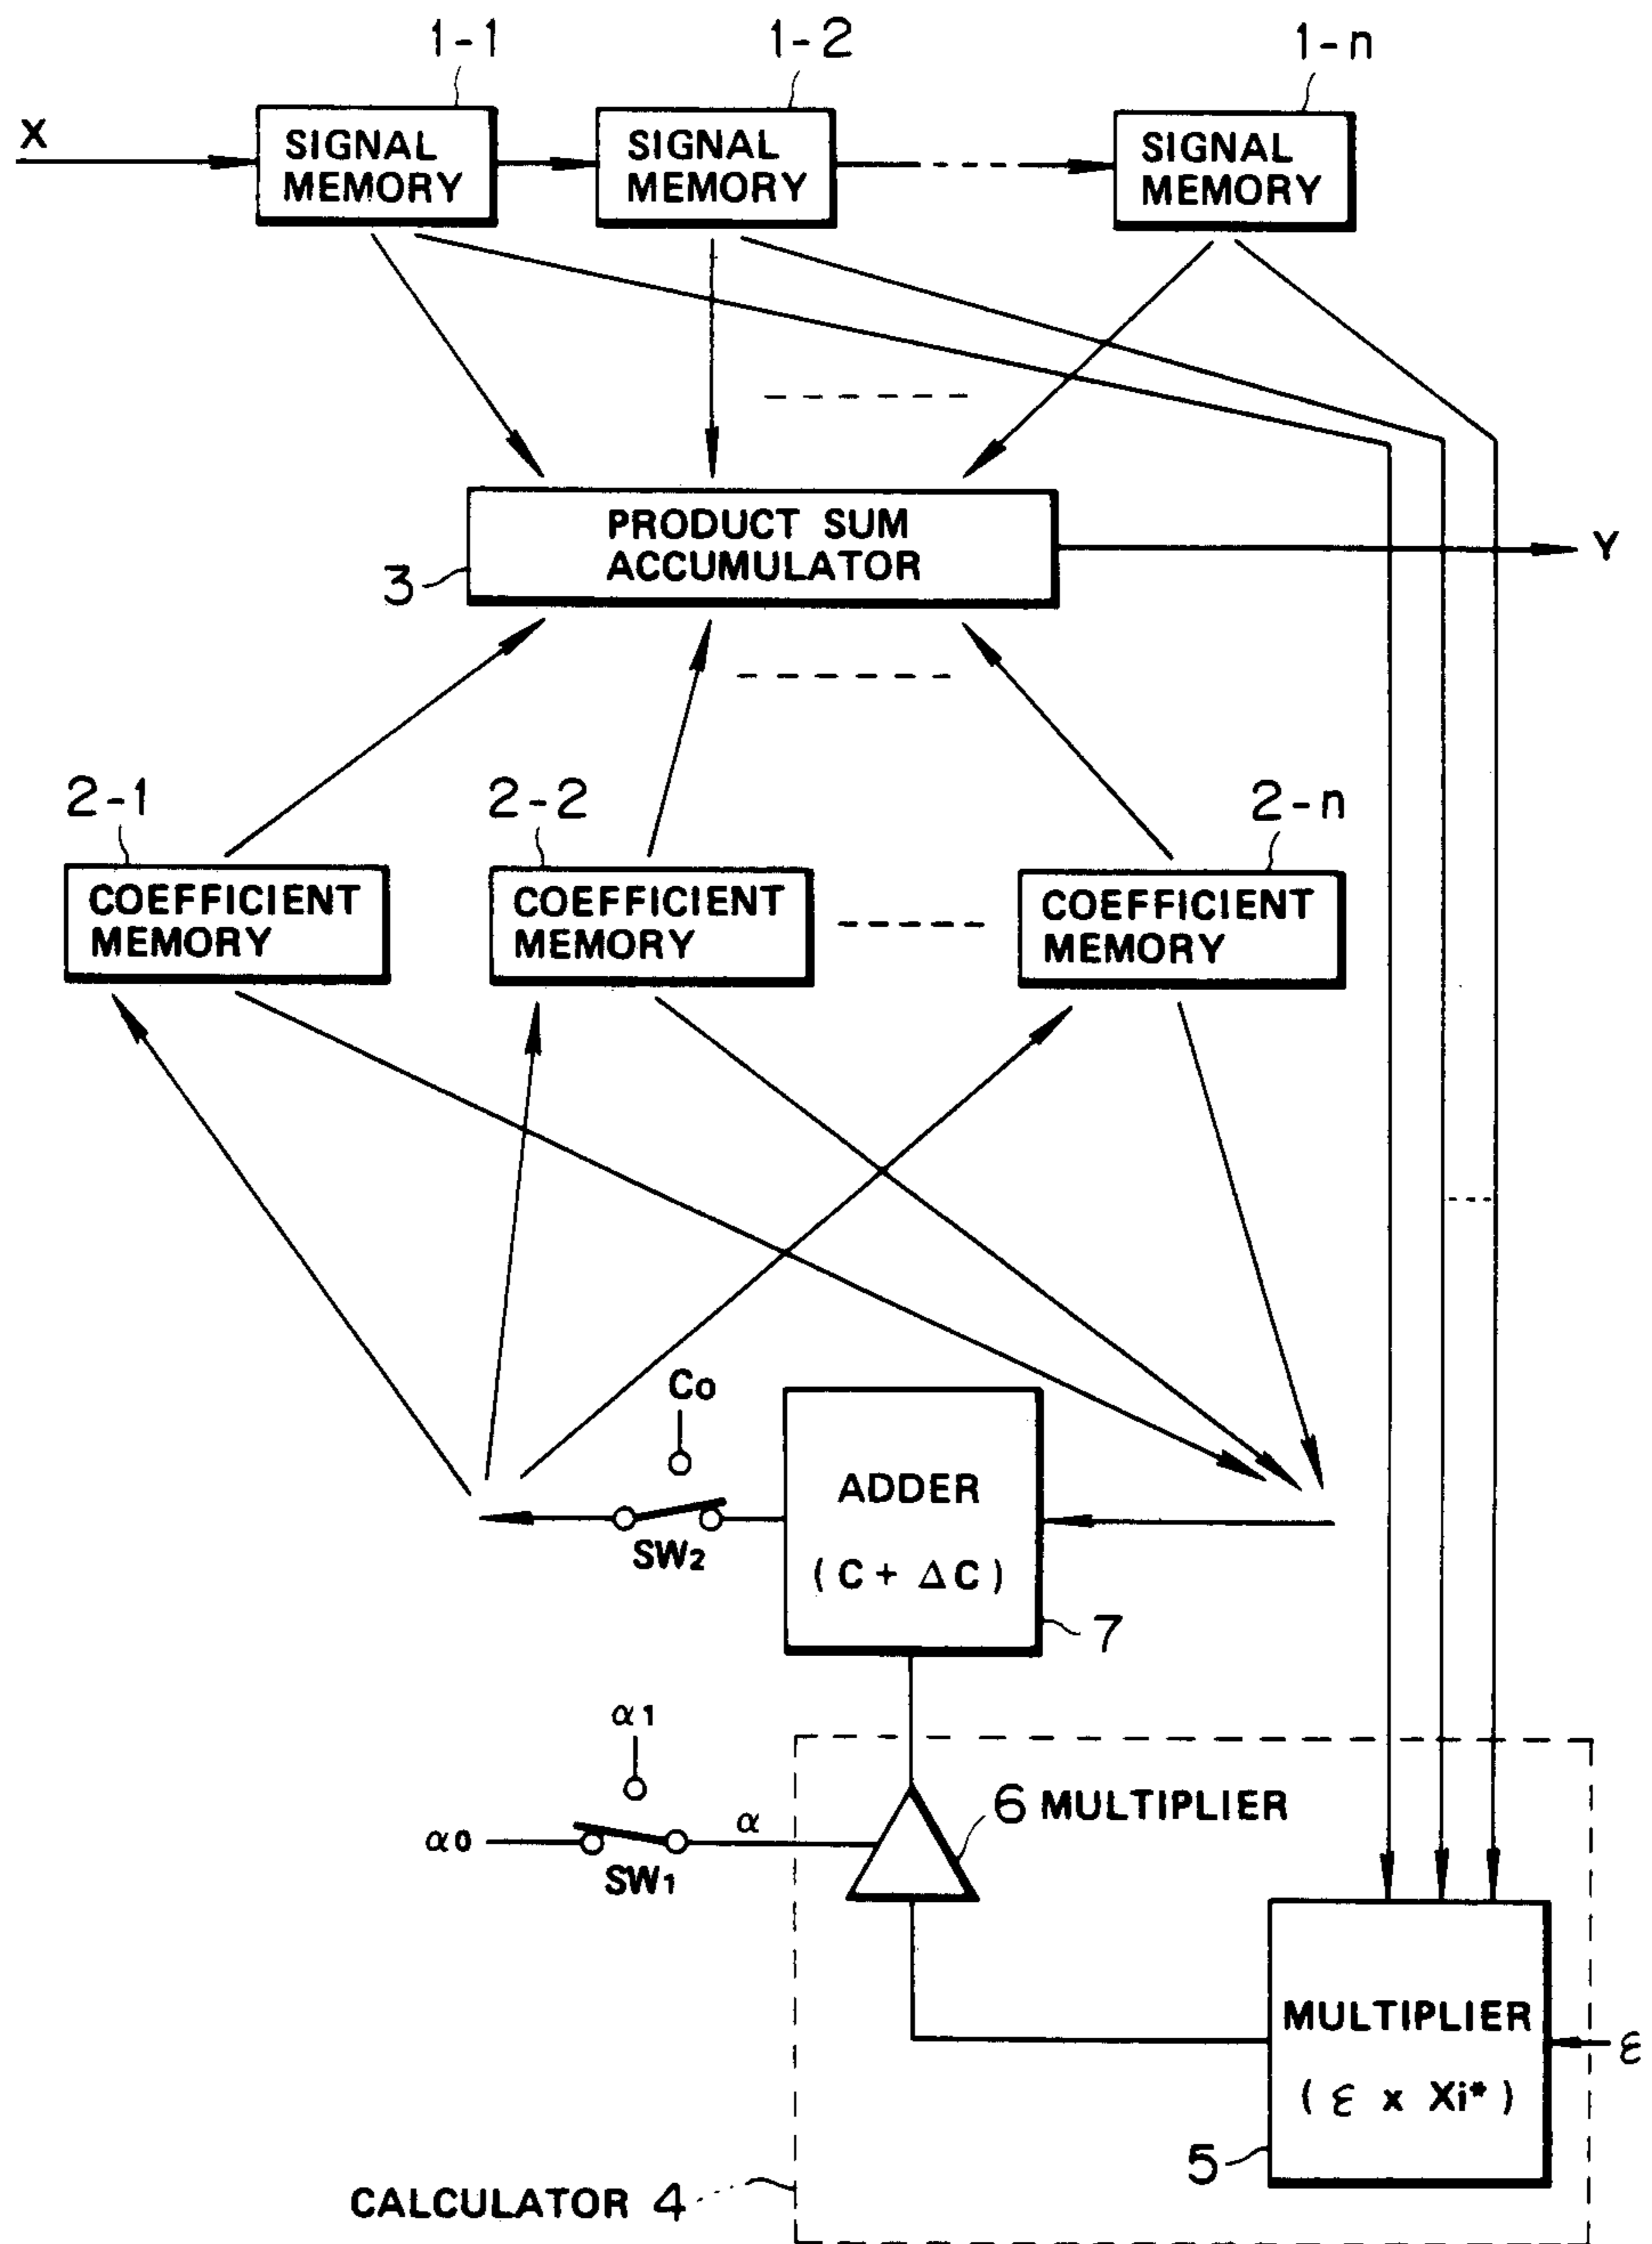 1-1
1-2
1-n
X
SIGNAL
MEMORY
SIGNAL
MEMORY
SIGNAL
MEMORY
PRODUCT SUM
ACCUMULATOR
3
Y
2-1
2-2
2-n
COEFFICIENT
MEMORY
COEFFICIENT
MEMORY
COEFFICIENT
MEMORY
C0
ADDER
(C + ΔC)
SW2
7
α1
α0
α
SW1
6 MULTIPLIER
MULTIPLIER
(ε x Xi*)
ε
5
CALCULATOR 4